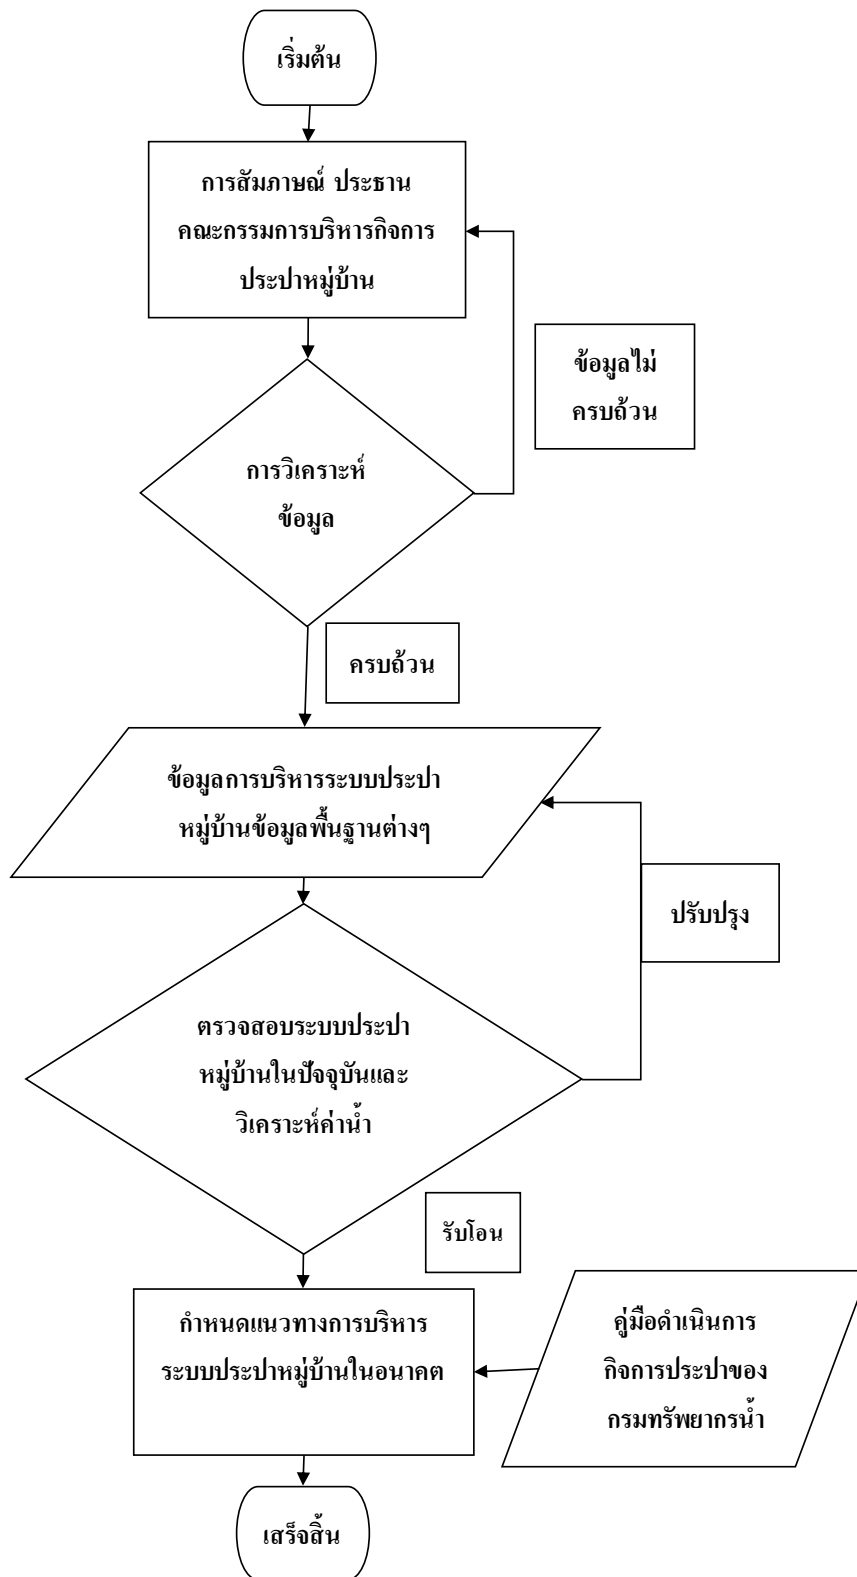 เริ่มต้น
การสัมภาษณ์ ประธาน
คณะกรรมการบริหารกิจการ
ประปาหมู่บ้าน
ข้อมูลไม่
ครบถ้วน
การวิเคราะห์
ข้อมูล
ครบถ้วน
ข้อมูลการบริหารระบบประปา
หมู่บ้านข้อมูลพื้นฐานต่างๆ
ปรับปรุง
ตรวจสอบระบบประปา
หมู่บ้านในปัจจุบันและ
วิเคราะห์ค่าน้ำ
รับโอน
กำหนดแนวทางการบริหาร
ระบบประปาหมู่บ้านในอนาคต
คู่มือดำเนินการ
กิจการประปาของ
กรมทรัพยากรน้ำ
เสร็จสิ้น